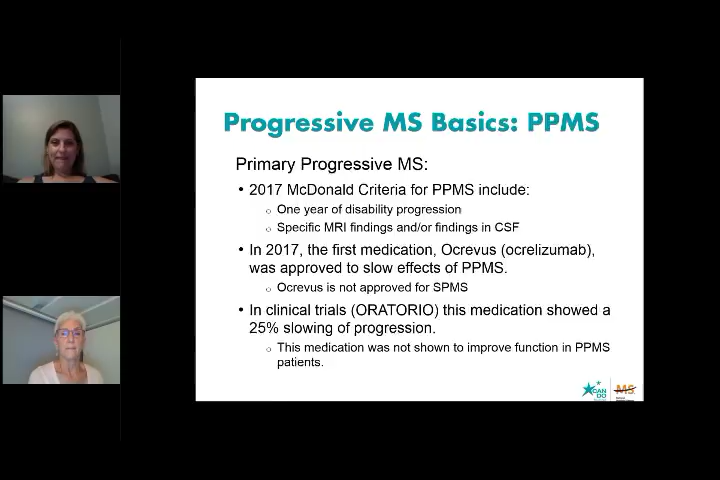 Progressive MS Basics: PPMS
Primary Progressive MS:
• 2017 McDonald Criteria for PPMS include:
o One year of disability progression
o Specific MRI findings and/or findings in CSF
• In 2017, the first medication, Ocrevus (ocrelizumab),
was approved to slow effects of PPMS.
o Ocrevus is not approved for SPMS
• In clinical trials (ORATORIO) this medication showed a
25% slowing of progression.
o This medication was not shown to improve function in PPMS
patients.
CAN
DO
MS